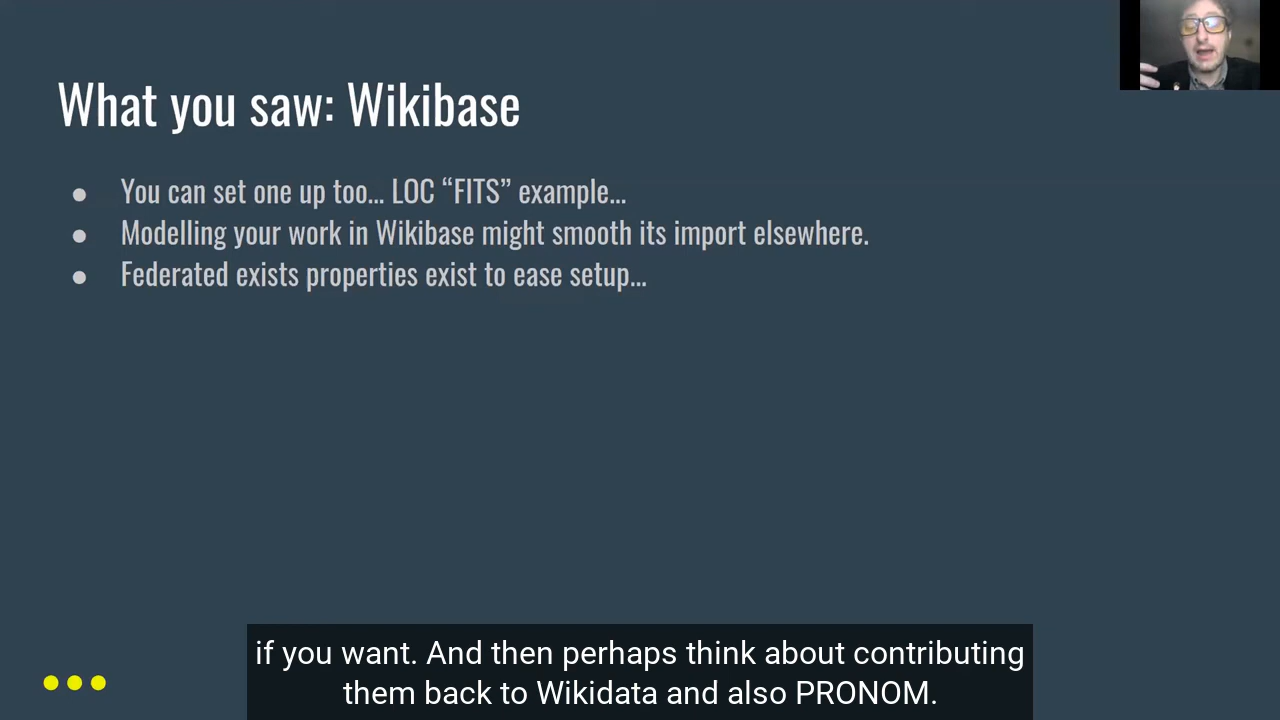 What you saw: Wikibase
● You can set one up too... LOC “FITS” example...
● Modelling your work in Wikibase might smooth its import elsewhere.
● Federated exists properties exist to ease setup...
if you want. And then perhaps think about contributing
them back to Wikidata and also PRONOM.